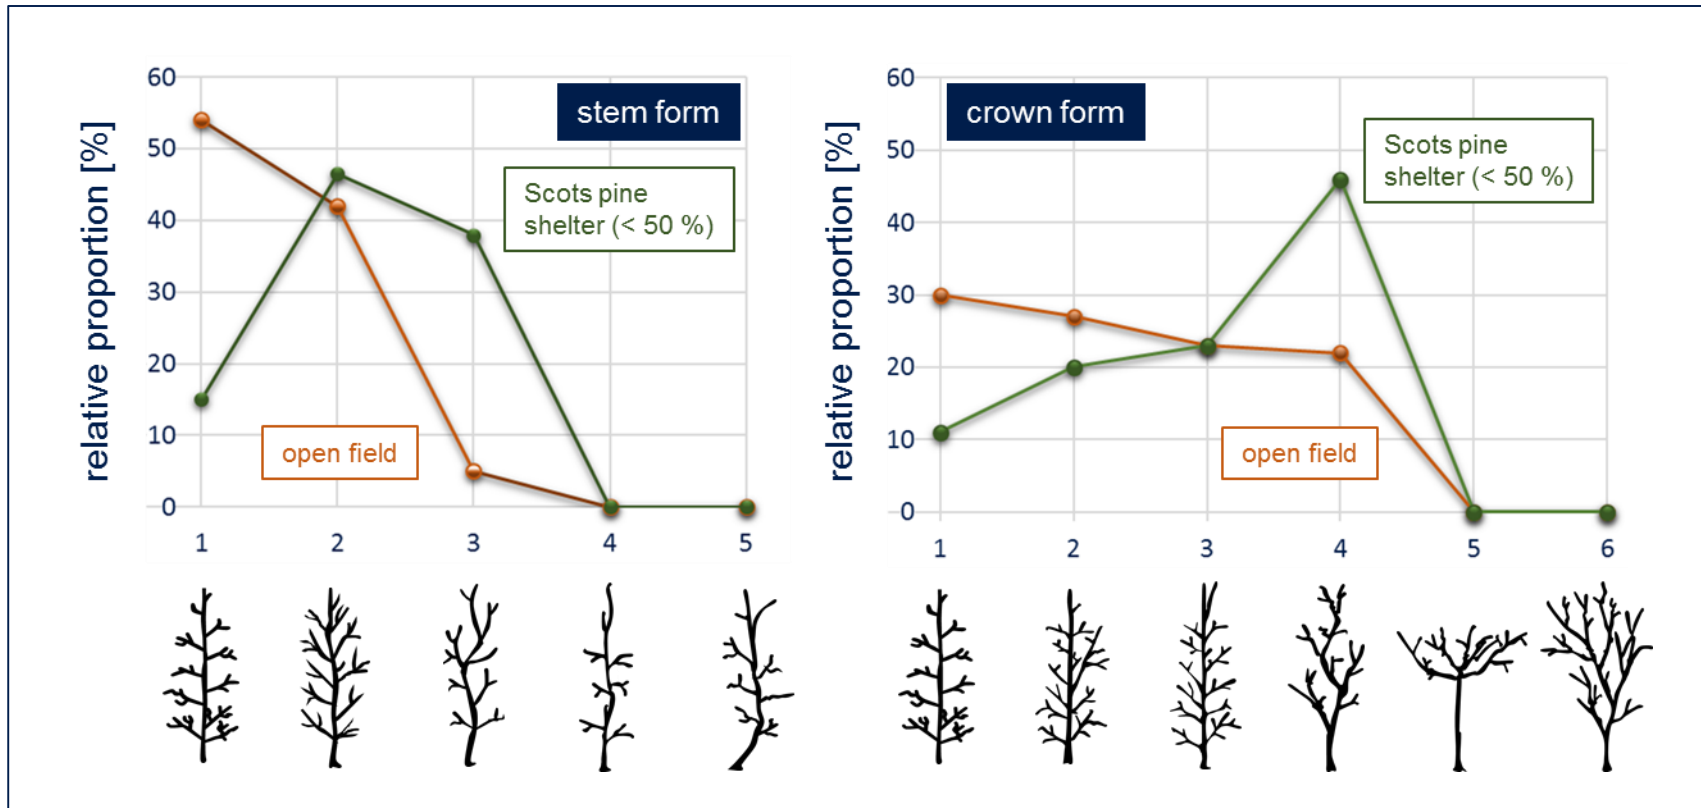 stem form
relative proportion [%]
60
50
40
30
20
10
0
Scots pine
shelter (< 50 %)
open field
1 2 3 4 5
crown form
relative proportion [%]
60
50
40
30
20
10
0
Scots pine
shelter (< 50 %)
open field
1 2 3 4 5 6